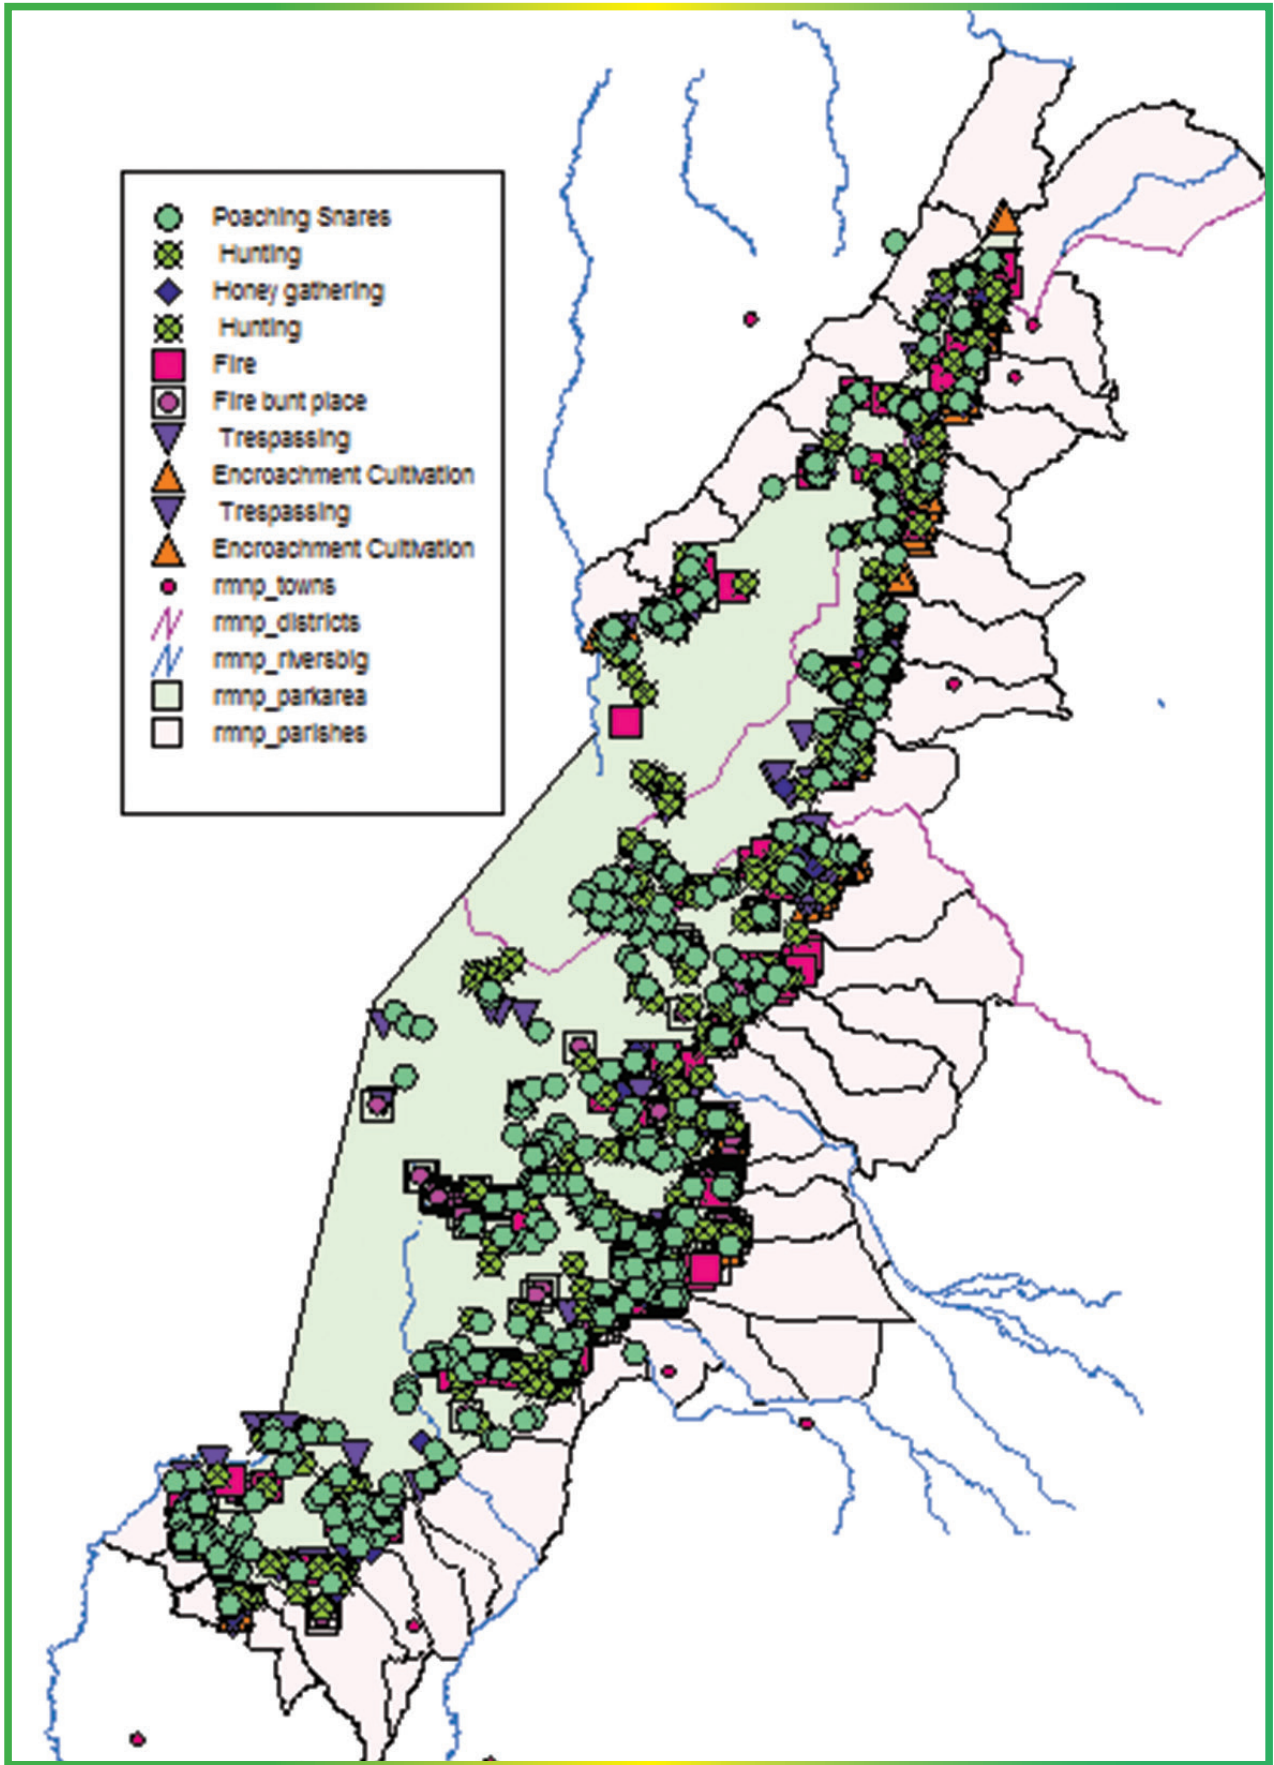 Poaching Snares
Hunting
Honey gathering
Hunting
Fire
Fire bunt place
Trespassing
Encroachment Cultivation
Trespassing
Encroachment Cultivation
rmnp_towns
rmnp_districts
rmnp_riversbig
rmnp_parkarea
rmnp_parishes